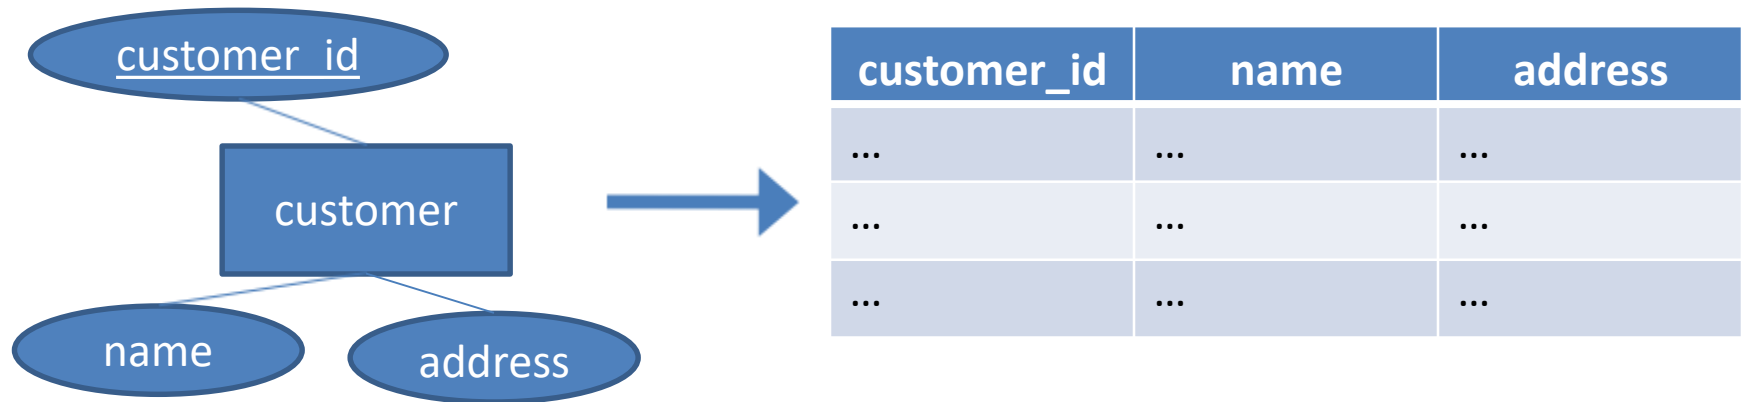 customer_id
customer
name
address
customer_id name address
... ... ...
... ... ...
... ... ...